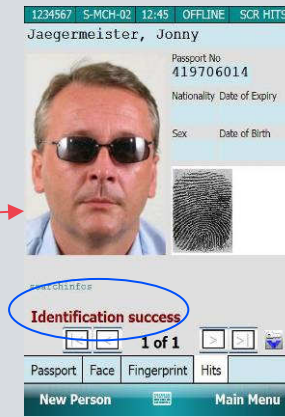 1234567 S-MCH-02 12:45 OFFLINE SCR HITS
Jaegermeister, Jonny
Passport No
419706014
Nationality Date of Expiry
Sex Date of Birth
searchinfos
Identification success
|< < 1 of 1 > >|
Passport Face Fingerprint Hits
New Person Main Menu